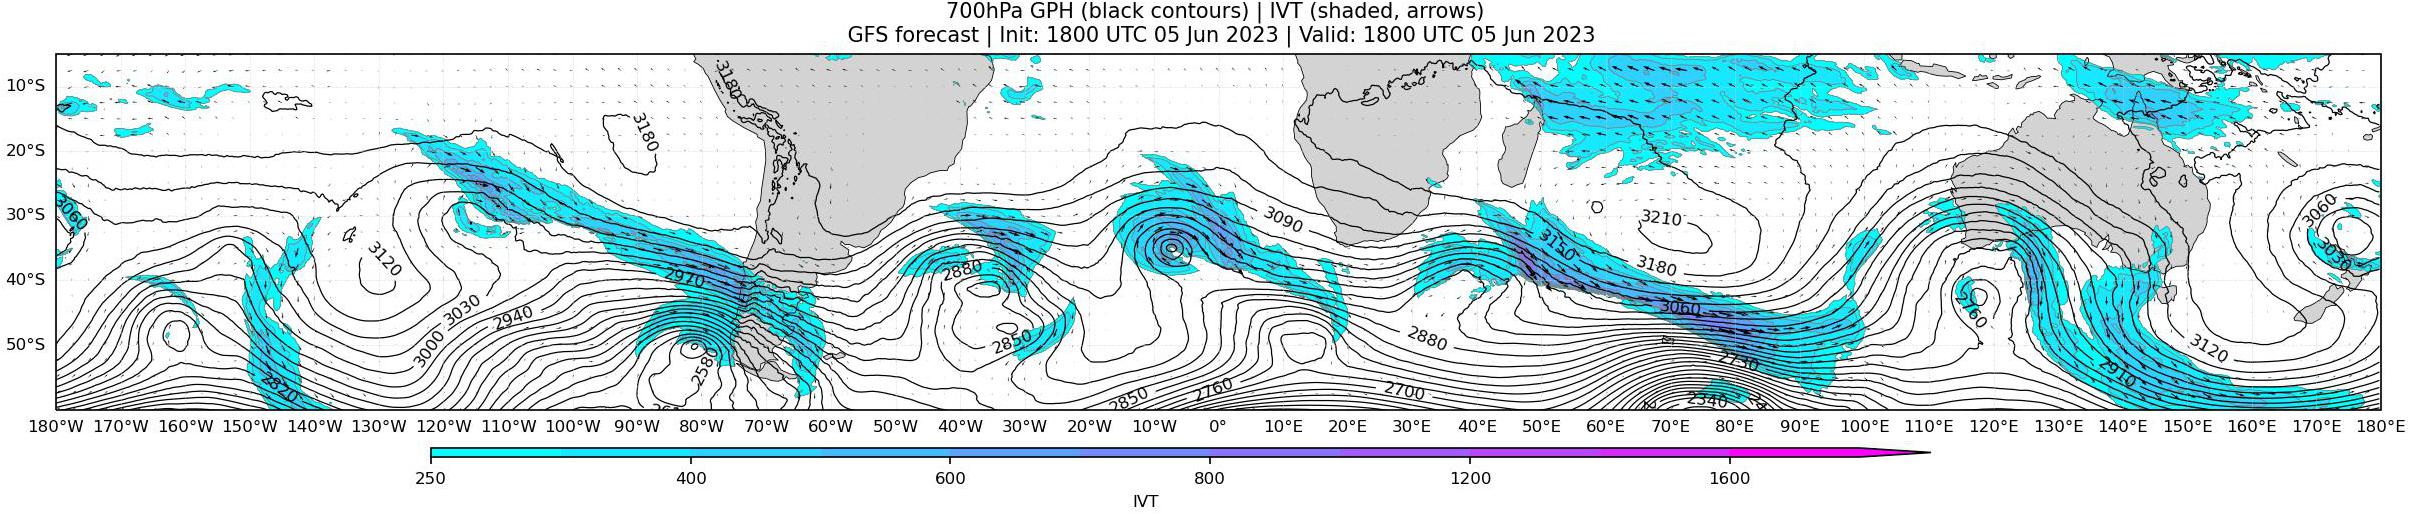 700hPa GPH (black contours) | IVT (shaded, arrows)
GFS forecast | Init: 1800 UTC 05 Jun 2023 | Valid: 1800 UTC 05 Jun 2023
10°S
20°S
30°S
40°S
50°S
3180
3180
3060
3120
3030
3000
2940
2970
2580
2820
2880
2850
3090
2880
2850
2760
2700
3150
3210
3180
3060
2730
2340
2760
2910
3120
3060
3030
180°W 170°W 160°W 150°W 140°W 130°W 120°W 110°W 100°W 90°W 80°W 70°W 60°W 50°W 40°W 30°W 20°W 10°W 0° 10°E 20°E 30°E 40°E 50°E 60°E 70°E 80°E 90°E 100°E 110°E 120°E 130°E 140°E 150°E 160°E 170°E 180°E
250 400 600 800 1200 1600
IVT